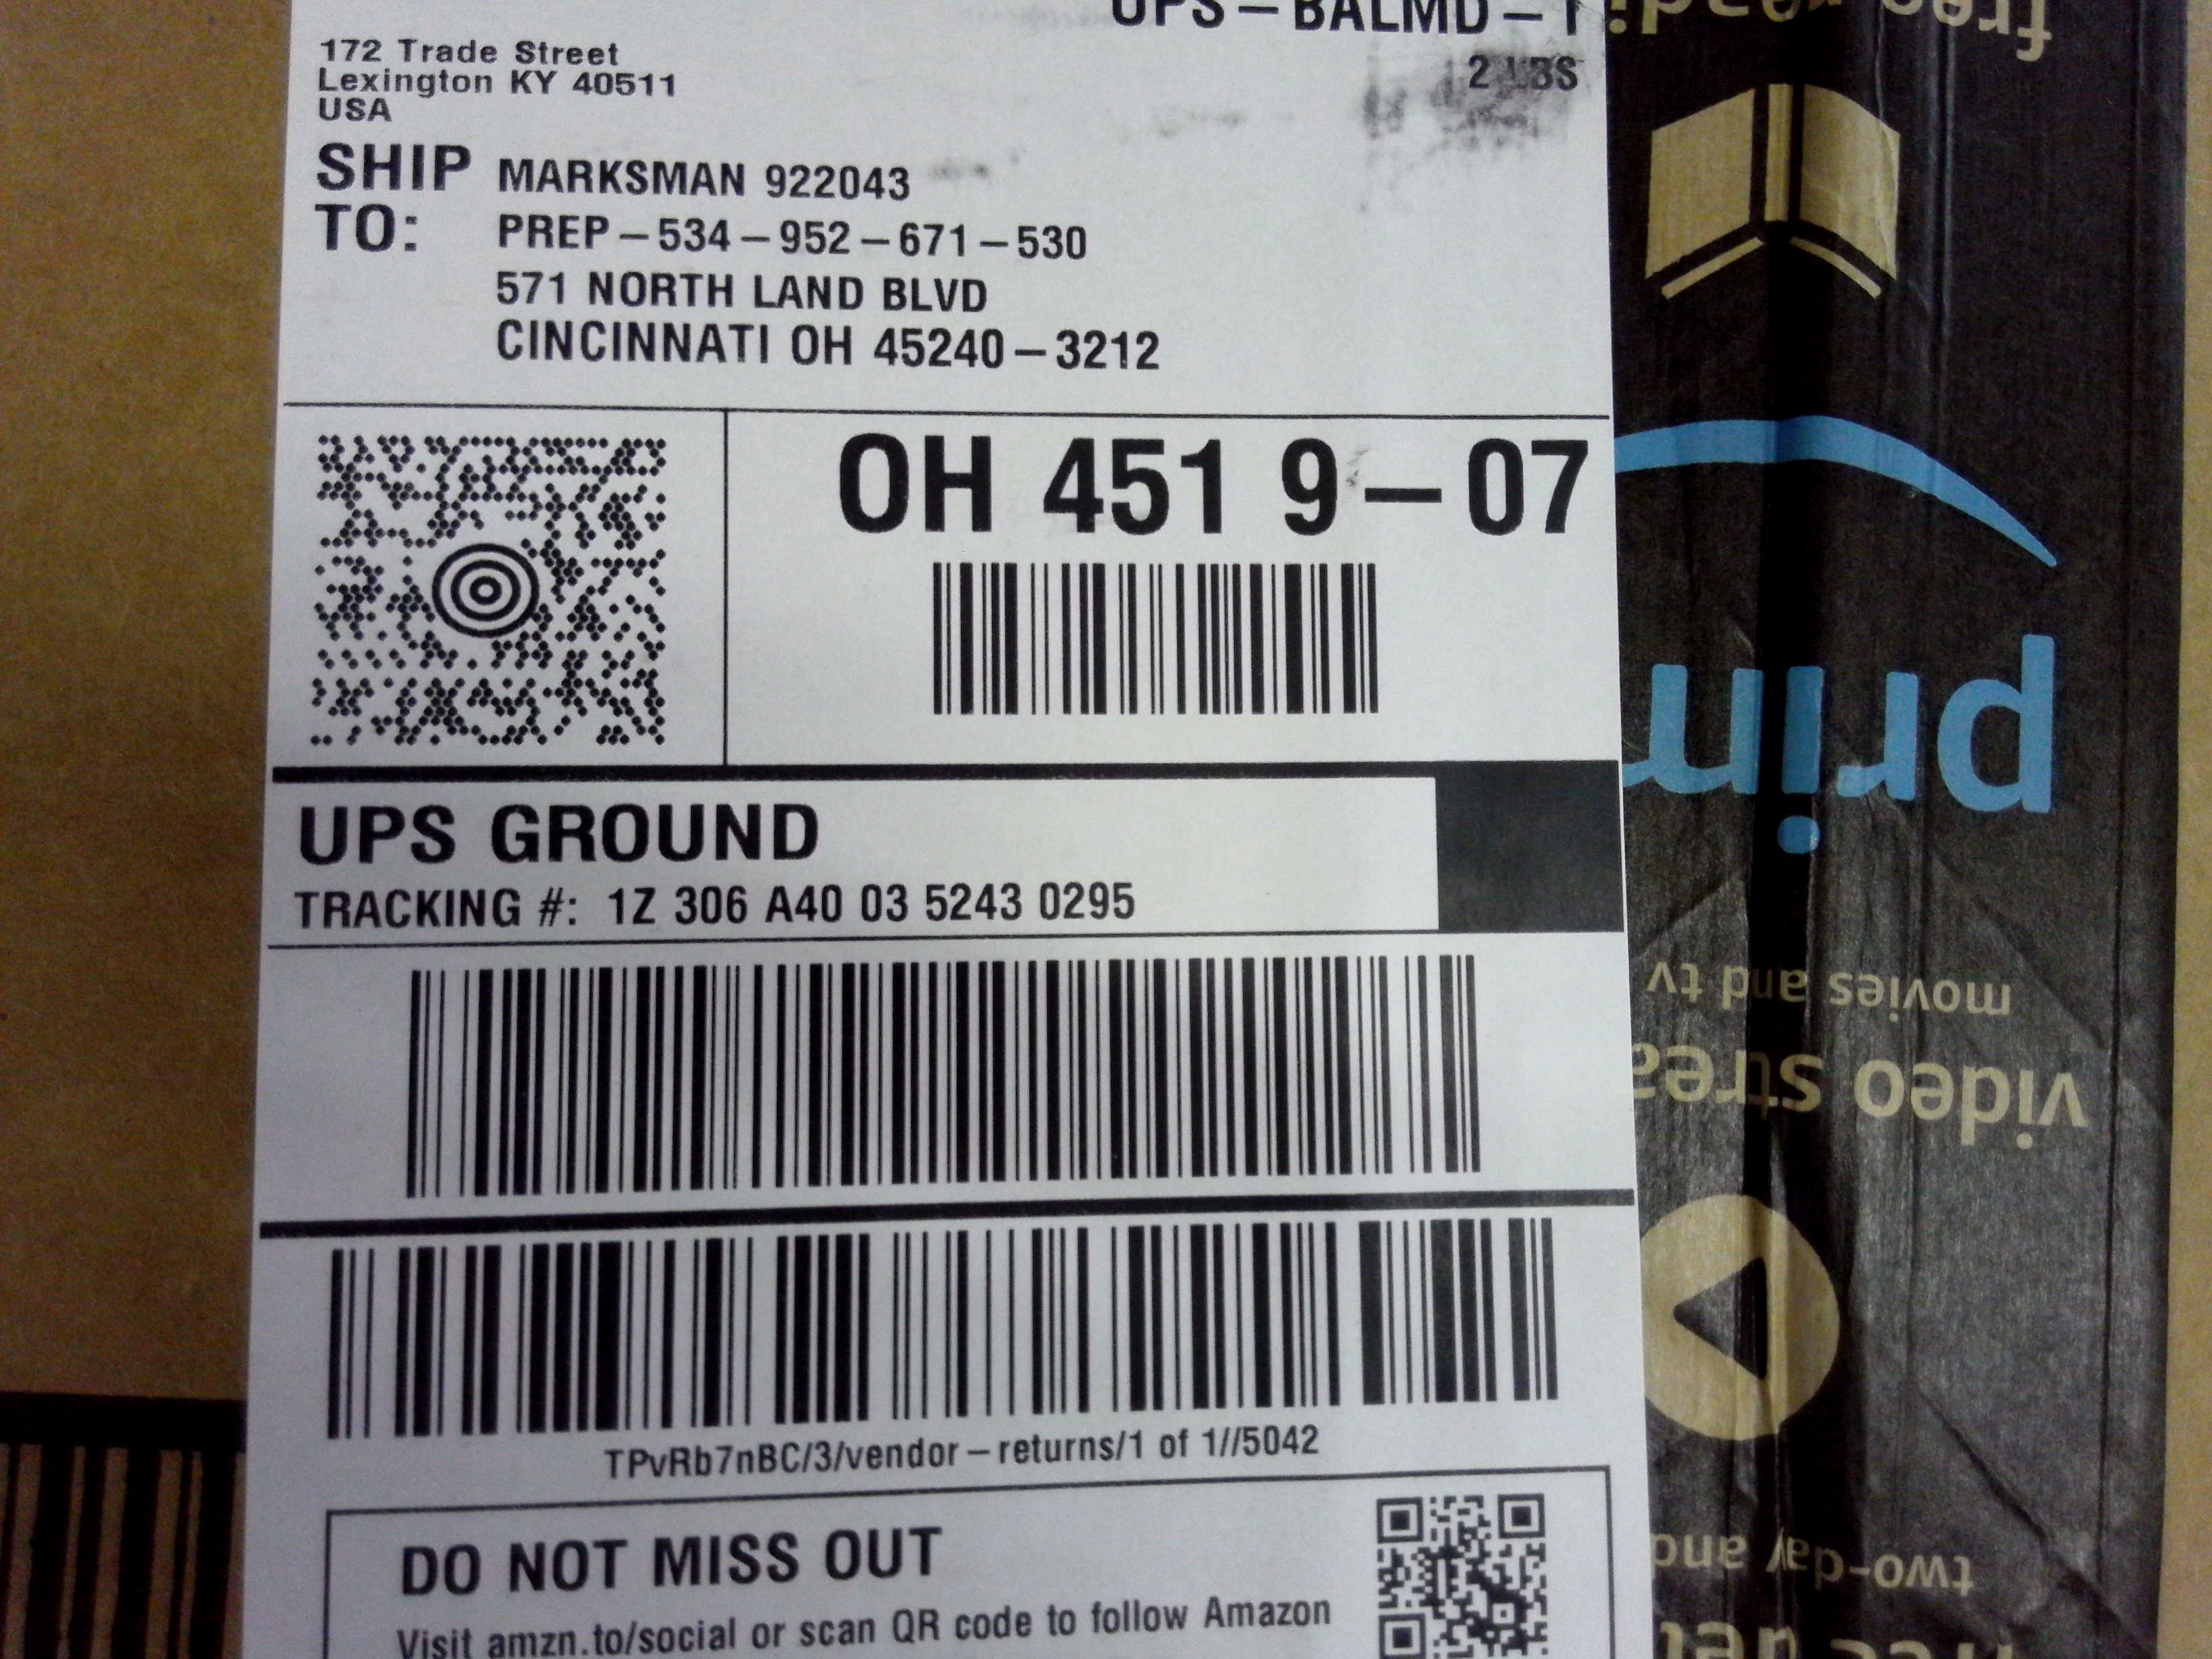 UPS-BALMD-T
172 Trade Street
Lexington KY 40511
USA
2 LBS
SHIP TO:
MARKSMAN 922043
PREP-534-952-671-530
571 NORTH LAND BLVD
CINCINNATI OH 45240-3212
OH 451 9-07
UPS GROUND
TRACKING #: 1Z 306 A40 03 5243 0295
TPvRb7nBC/3/vendor-returns/1 of 1//5042
DO NOT MISS OUT
Visit amzn.to/social or scan QR code to follow Amazon
two-day and
video strea
movies and tv
prim
free readi